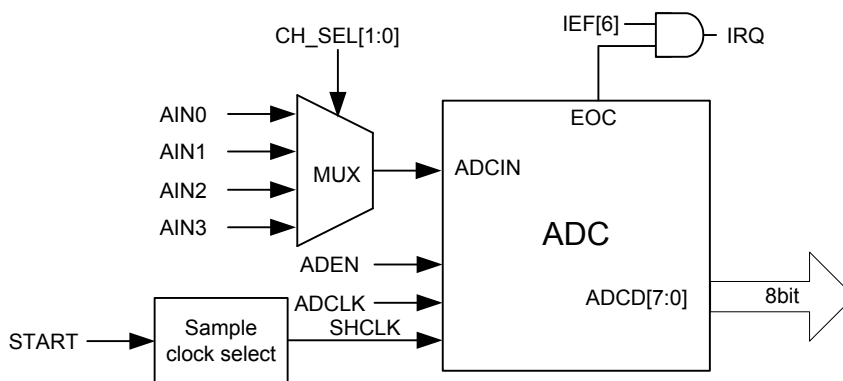 IEF[6]
IRQ
CH_SEL[1:0]
EOC
AIN0
AIN1
AIN2
AIN3
MUX
ADCIN
ADC
ADEN
ADCLK
ADCD[7:0]
8bit
START
Sample
clock select
SHCLK